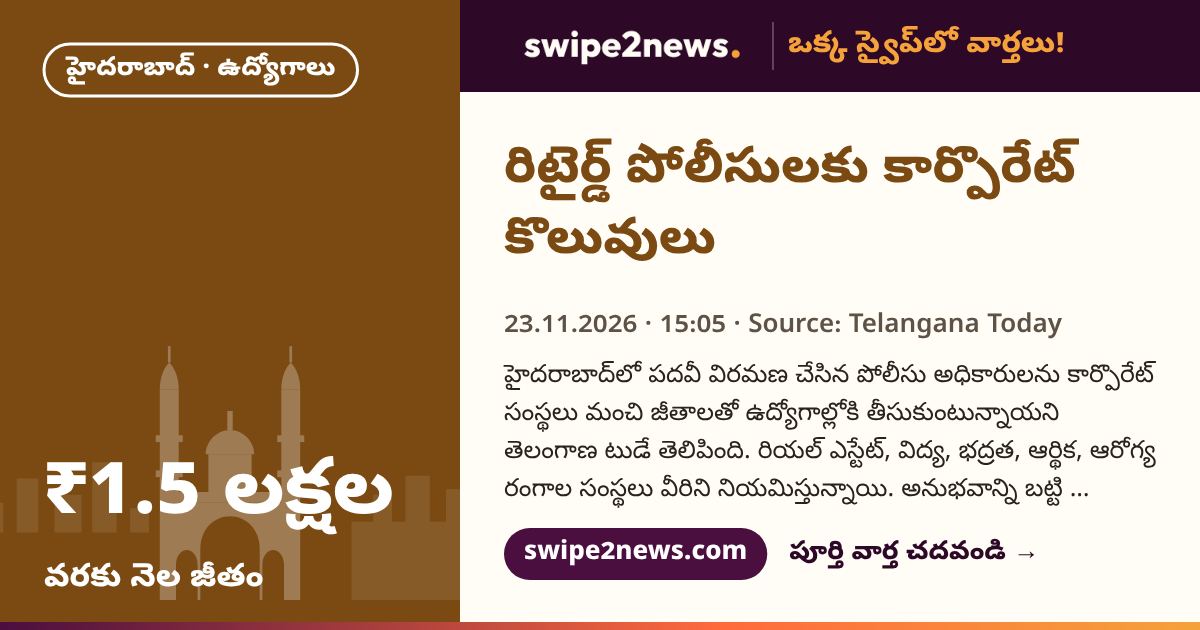 హైదరాబాద్ · ఉద్యోగాలు
₹1.5 లక్షల
వరకు నెల జీతం
swipe2news.
ఒక్క స్వైప్‌లో వార్తలు!
రిటైర్డ్ పోలీసులకు కార్పొరేట్
కొలువులు
23.11.2026 · 15:05 · Source: Telangana Today
హైదరాబాద్‌లో పదవీ విరమణ చేసిన పోలీసు అధికారులను కార్పొరేట్
సంస్థలు మంచి జీతాలతో ఉద్యోగాల్లోకి తీసుకుంటున్నాయని
తెలంగాణ టుడే తెలిపింది. రియల్ ఎస్టేట్, విద్య, భద్రత, ఆర్థిక, ఆరోగ్య
రంగాల సంస్థలు వీరిని నియమిస్తున్నాయి. అనుభవాన్ని బట్టి ...
swipe2news.com
పూర్తి వార్త చదవండి →